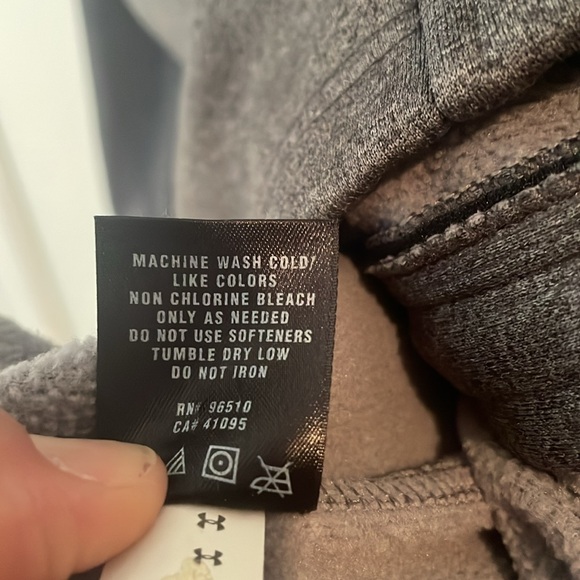 MACHINE WASH COLD/
LIKE COLORS
NON CHLORINE BLEACH
ONLY AS NEEDED
DO NOT USE SOFTENERS
TUMBLE DRY LOW
DO NOT IRON
RN# 96510
CA# 41095